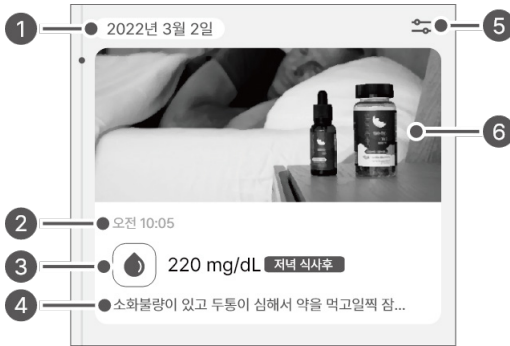 1 2022년 3월 2일 5
6
2 오전 10:05
3 220 mg/dL 저녁 식사후
4 소화불량이 있고 두통이 심해서 약을 먹고일찍 잠...